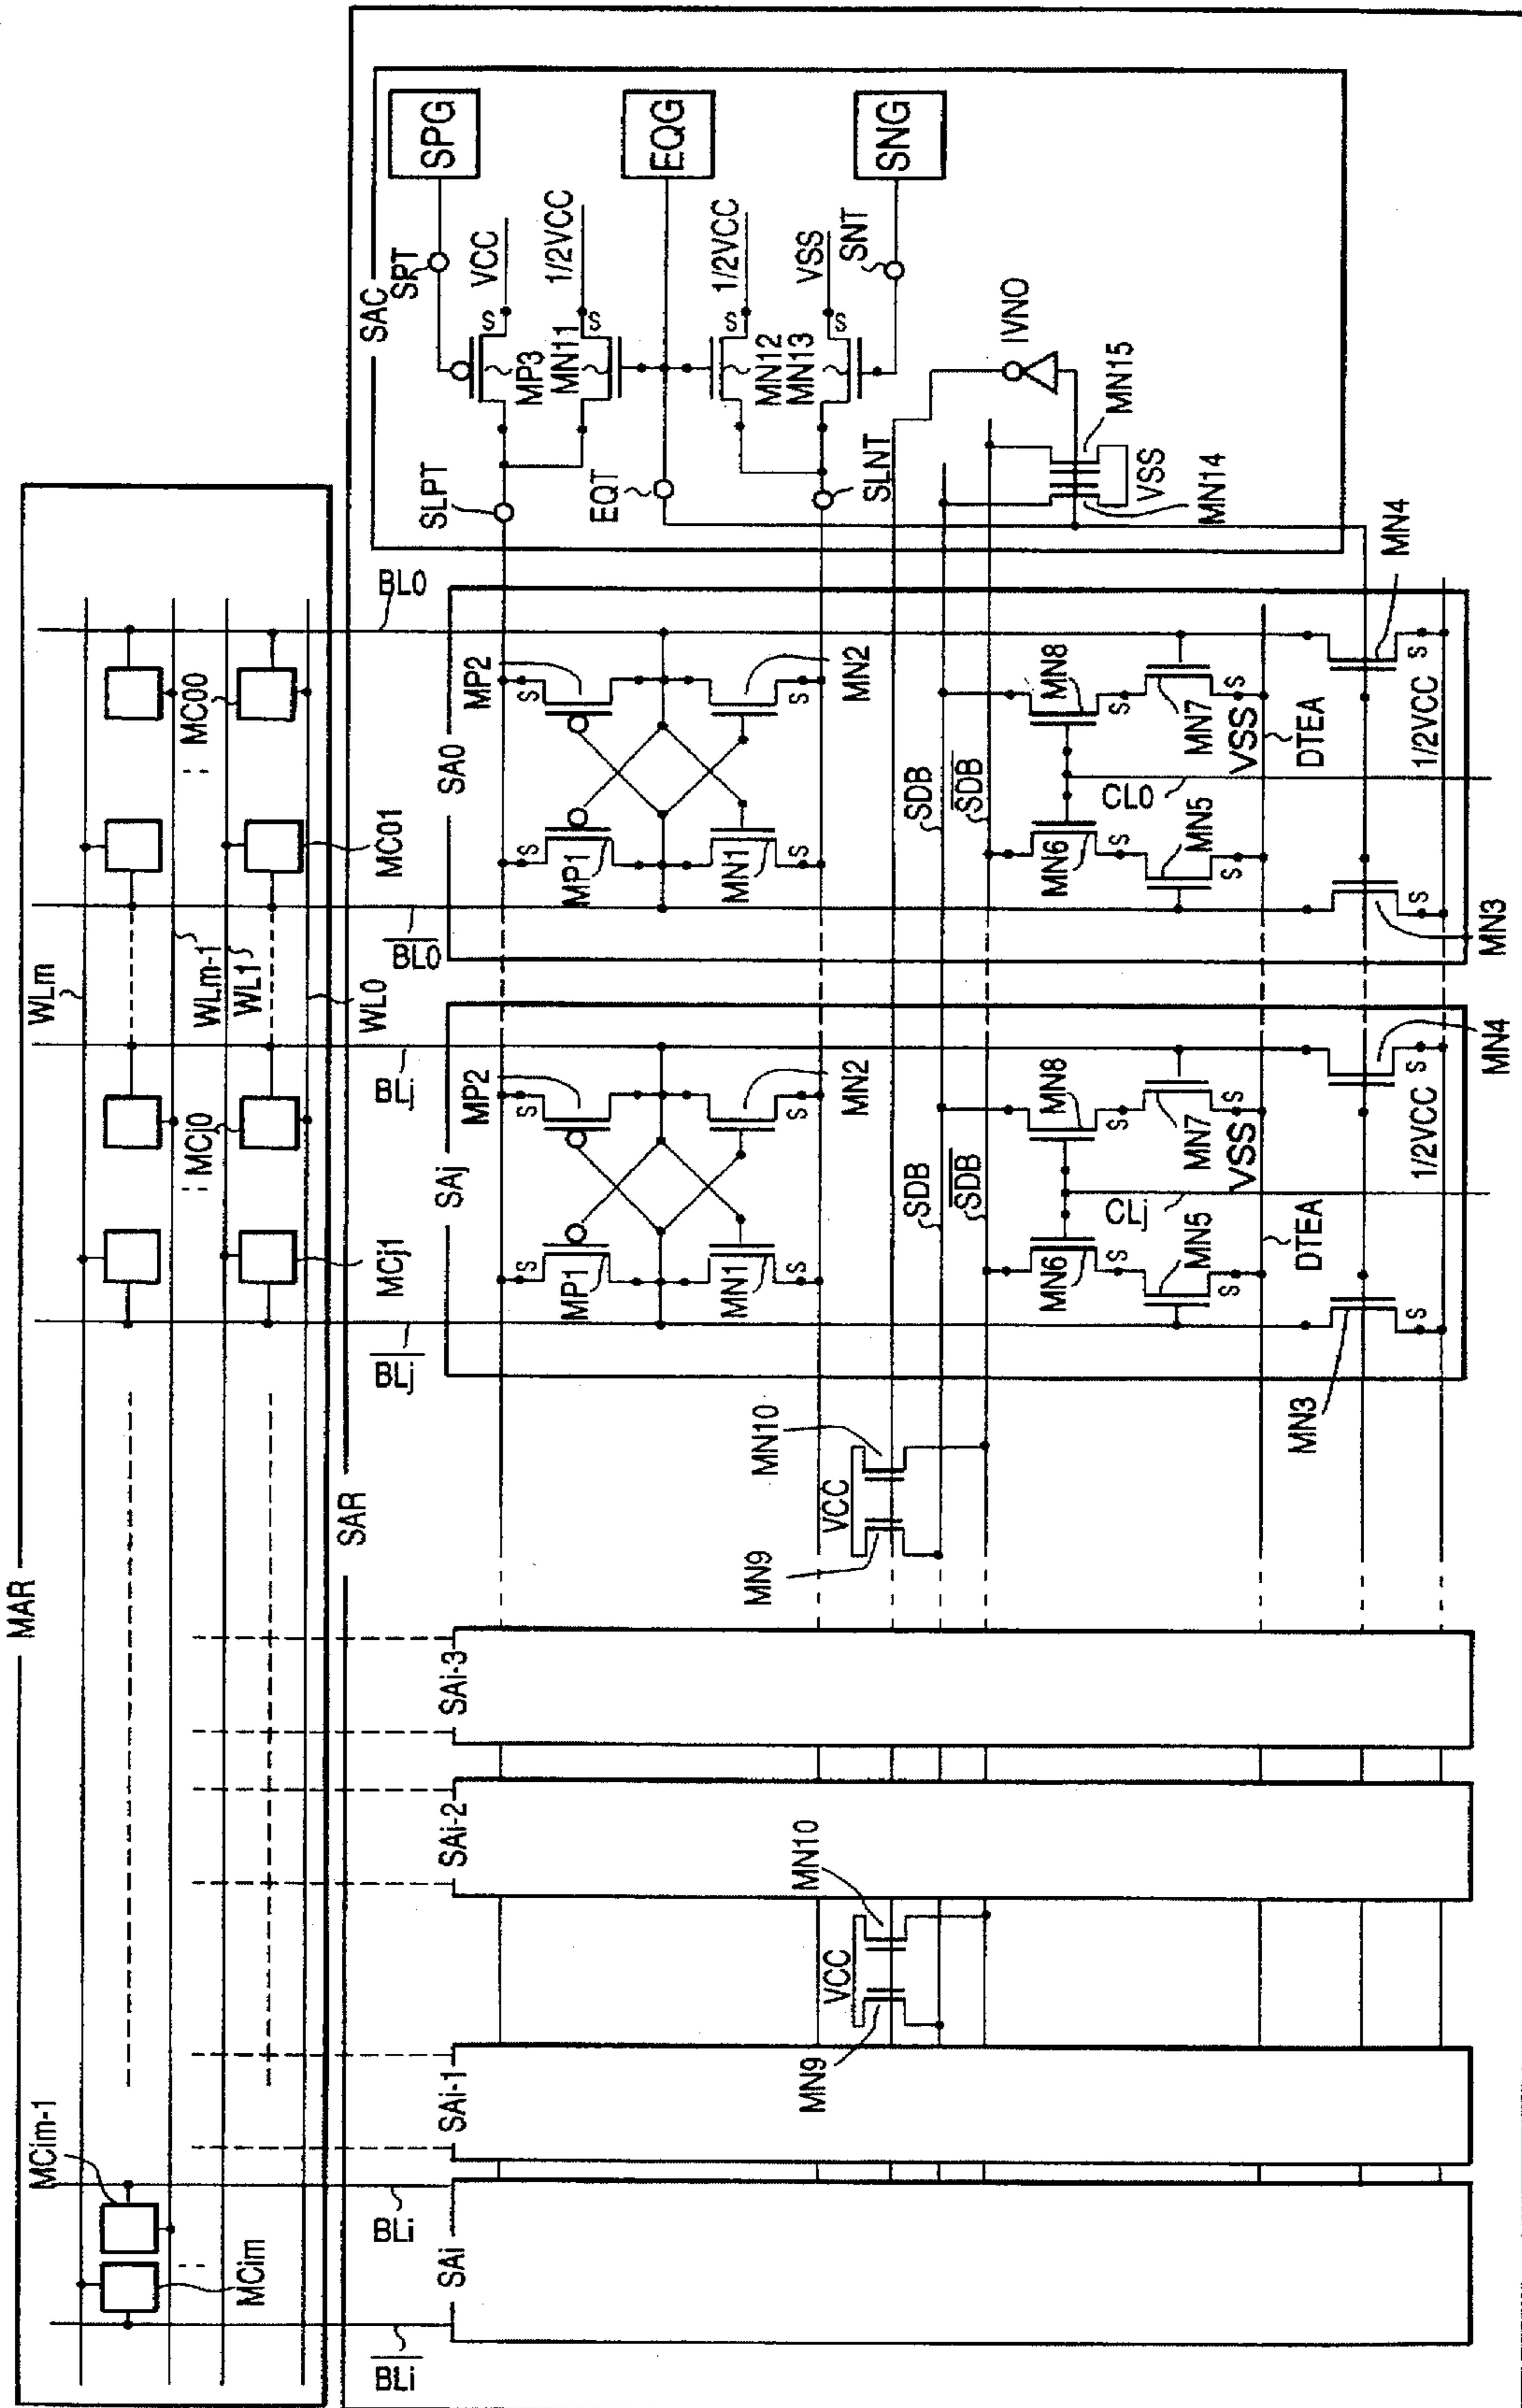 MAR
MCim-1
MCim
WLm
WLm-1
WL1
WL0
MCj1
MCj0
MC01
MC00
BLi
BLi
BLj
BLj
BL0
BL0
SAR
SAi
SAi-1
SAi-2
SAi-3
SAj
SA0
SAC
MN9
VCC
MN10
MN9
VCC
MN10
MP1
MP2
S
S
MN1
MN2
S
S
SDB
SDB
MN6
MN8
S
S
CLj
MN5
MN7
S
S
VSS
DTEA
MN3
MN4
S
S
1/2VCC
MP1
MP2
S
S
MN1
MN2
S
S
SDB
SDB
MN6
MN8
S
S
CL0
MN5
MN7
S
S
VSS
DTEA
MN3
MN4
S
S
1/2VCC
SLPT
SPT
SPG
VCC
S
MP3
MN11
S
1/2VCC
EQT
EQG
1/2VCC
S
MN12
MN13
S
VSS
SNT
SNG
SLNT
IVN0
MN15
VSS
MN14